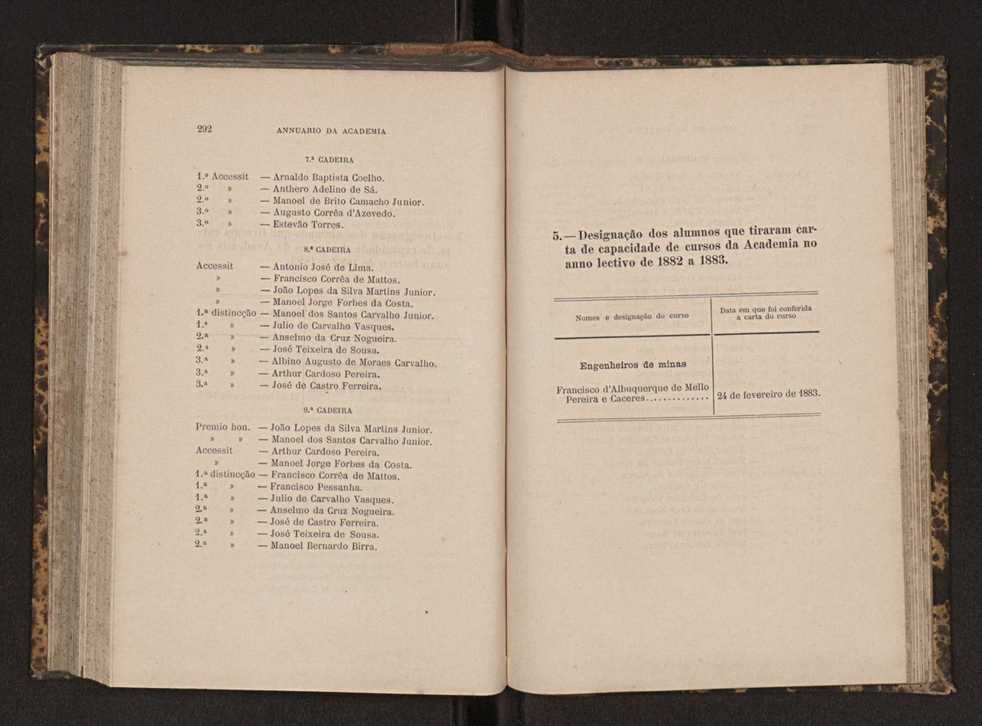 292 ANNUARIO DA ACADEMIA
7.ª CADEIRA
1.º Accessit — Arnaldo Baptista Coelho.
2.º » — Anthero Adelino de Sá.
2.º » — Manoel de Brito Camacho Junior.
3.º » — Augusto Corrêa d'Azevedo.
3.º » — Estevão Torres.
8.ª CADEIRA
Accessit — Antonio José de Lima.
» — Francisco Corrêa de Mattos.
» — João Lopes da Silva Martins Junior.
» — Manoel Jorge Forbes da Costa.
1.ª distincção — Manoel dos Santos Carvalho Junior.
1.ª » — Julio de Carvalho Vasques.
2.ª » — Anselmo da Cruz Nogueira.
2.ª » — José Teixeira de Sousa.
3.ª » — Albino Augusto de Moraes Carvalho.
3.ª » — Arthur Cardoso Pereira.
3.ª » — José de Castro Ferreira.
9.ª CADEIRA
Premio hon. — João Lopes da Silva Martins Junior.
» » — Manoel dos Santos Carvalho Junior.
Accessit — Arthur Cardoso Pereira.
» — Manoel Jorge Forbes da Costa.
1.ª distincção — Francisco Corrêa de Mattos.
1.ª » — Francisco Pessanha.
1.ª » — Julio de Carvalho Vasques.
2.ª » — Anselmo da Cruz Nogueira.
2.ª » — José de Castro Ferreira.
2.ª » — José Teixeira de Sousa.
2.ª » — Manoel Bernardo Birra.
5. — Designação dos alumnos que tiraram car-
ta de capacidade de cursos da Academia no
anno lectivo de 1882 a 1883.
Nomes e designação do curso
Data em que foi conferida
a carta do curso
Engenheiros de minas
Francisco d'Albuquerque de Mello
Pereira e Caceres.............. 24 de fevereiro de 1883.